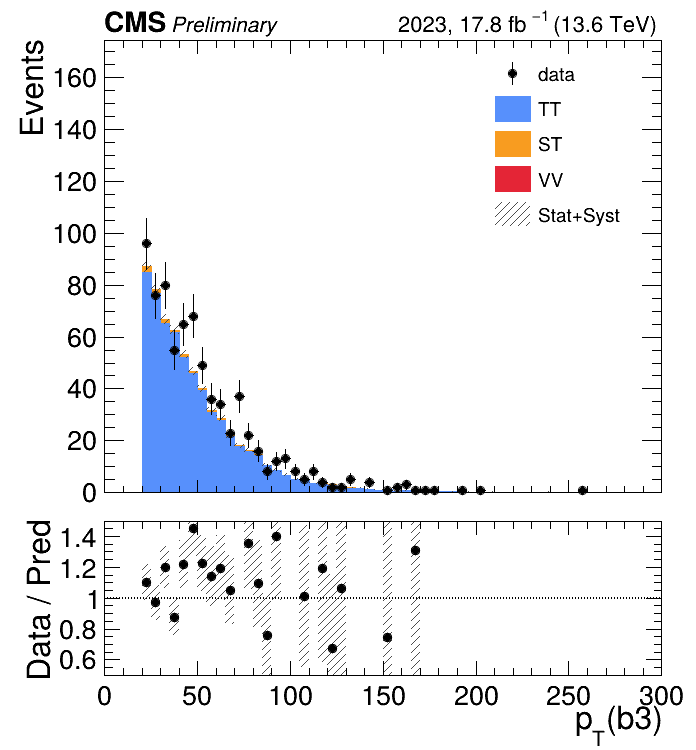 CMS Preliminary 2023, 17.8 fb⁻¹ (13.6 TeV)
Events
160
140
120
100
80
60
40
20
0
data
TT
ST
VV
Stat+Syst
Data / Pred
1.4
1.2
1
0.8
0.6
0 50 100 150 200 250 300
p_T(b3)